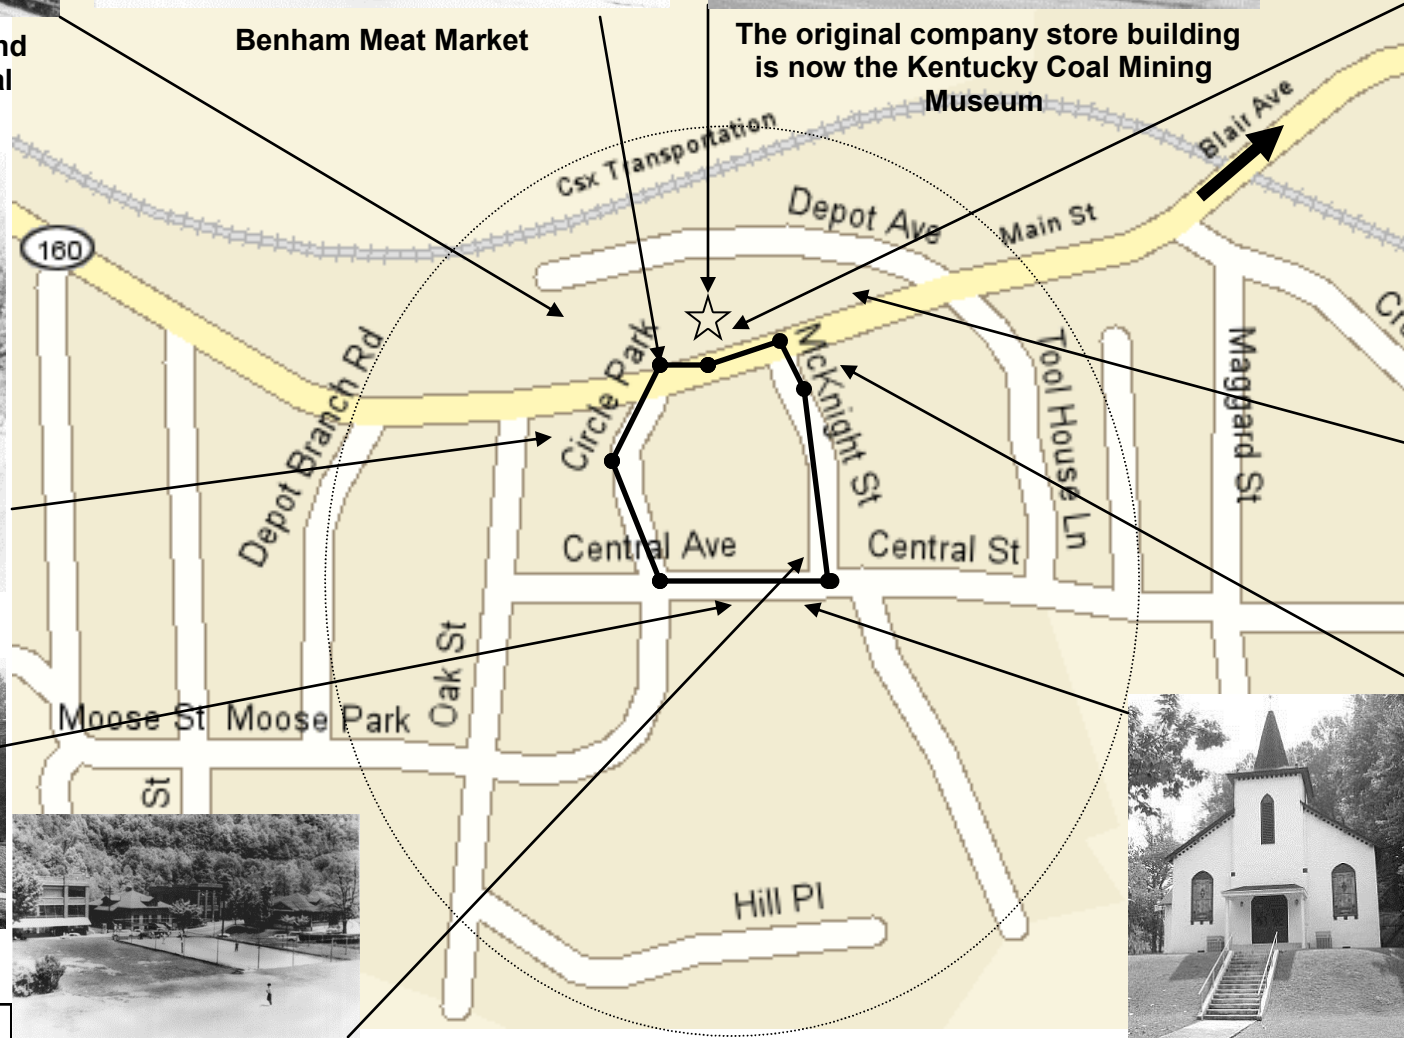 nd
al
Benham Meat Market
The original company store building
is now the Kentucky Coal Mining
Museum
Blair Ave
Csx Transportation
Depot Ave
Main St
160
Circle Park
McKnight St
Depot Branch Rd
Tool House Ln
Maggard St
Central Ave
Central St
Oak St
Moose St
Moose Park
St
Hill Pl